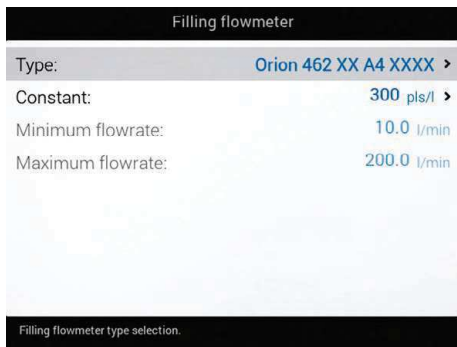 Filling flowmeter
Type: Orion 462 XX A4 XXXX >
Constant: 300 pls/l >
Minimum flowrate: 10.0 l/min
Maximum flowrate: 200.0 l/min
Filling flowmeter type selection.